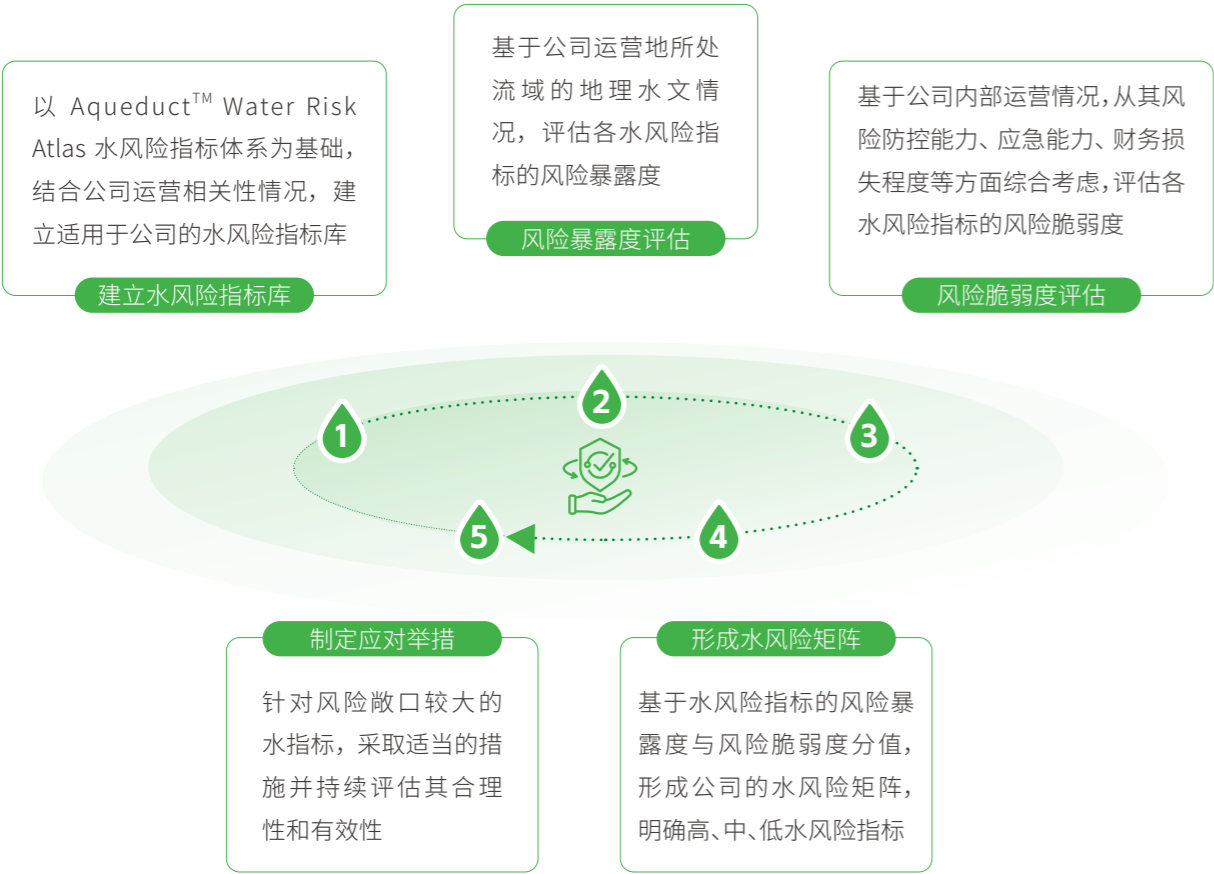 以 Aqueduct™ Water Risk
Atlas 水风险指标体系为基础，
结合公司运营相关性情况，建
立适用于公司的水风险指标库
建立水风险指标库
基于公司运营地所处
流域的地理水文情
况，评估各水风险指
标的风险暴露度
风险暴露度评估
基于公司内部运营情况，从其风
险防控能力、应急能力、财务损
失程度等方面综合考虑，评估各
水风险指标的风险脆弱度
风险脆弱度评估
1
2
3
4
5
形成水风险矩阵
基于水风险指标的风险暴
露度与风险脆弱度分值，
形成公司的水风险矩阵，
明确高、中、低水风险指标
制定应对举措
针对风险敞口较大的
水指标，采取适当的措
施并持续评估其合理
性和有效性